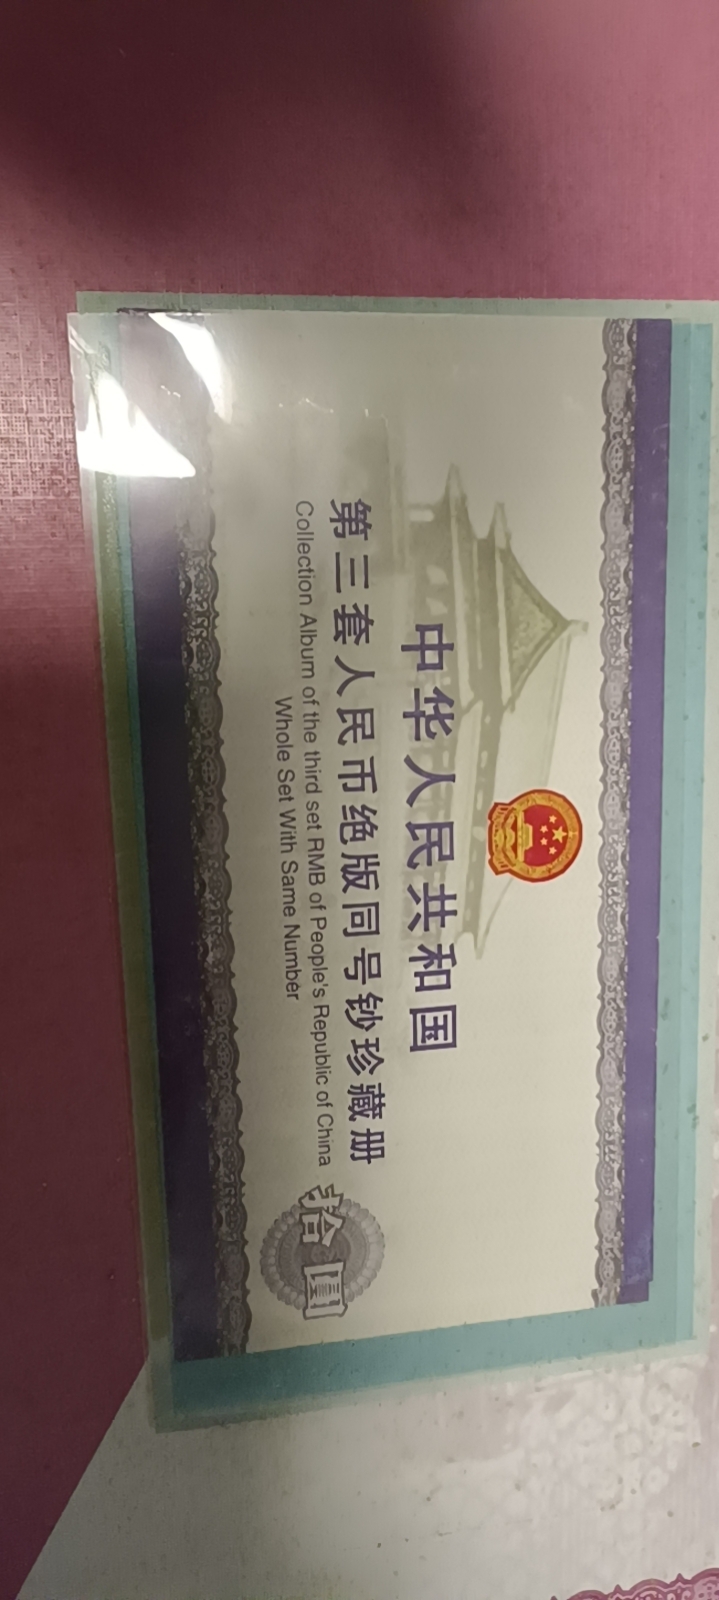 中华人民共和国
第三套人民币绝版同号钞珍藏册
Collection Album of the third set RMB of People's Republic of China
Whole Set With Same Number
拾圆